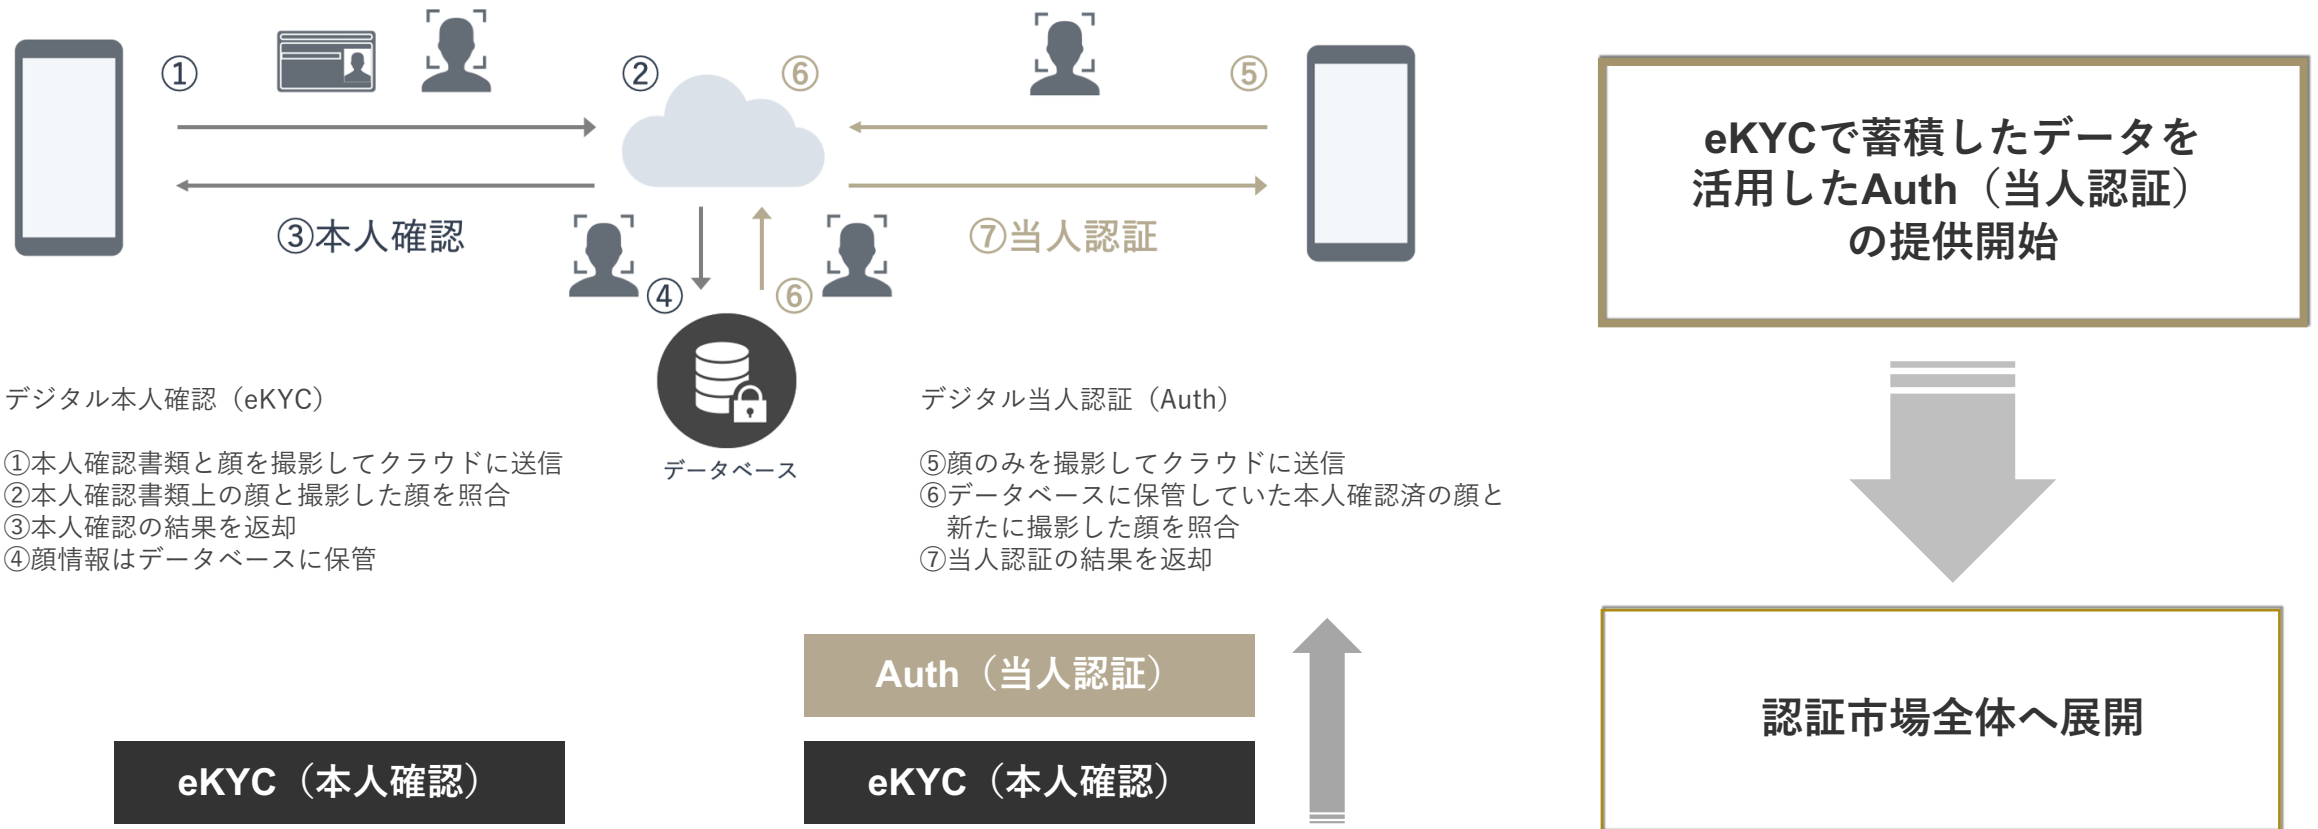 ①
②
⑥
⑤
③本人確認
⑦当人認証
④
⑥
データベース
デジタル本人確認（eKYC）
①本人確認書類と顔を撮影してクラウドに送信
②本人確認書類上の顔と撮影した顔を照合
③本人確認の結果を返却
④顔情報はデータベースに保管
デジタル当人認証（Auth）
⑤顔のみを撮影してクラウドに送信
⑥データベースに保管していた本人確認済の顔と
新たに撮影した顔を照合
⑦当人認証の結果を返却
eKYC（本人確認）
Auth（当人認証）
eKYC（本人確認）
eKYCで蓄積したデータを
活用したAuth（当人認証）
の提供開始
認証市場全体へ展開